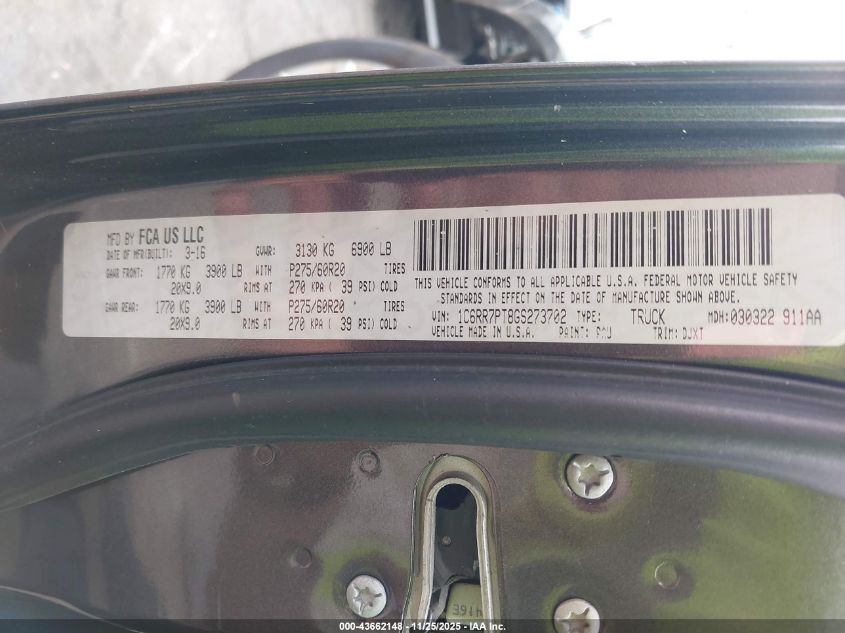 MFD BY FCA US LLC
DATE OF MFR(BUILT): 3-16 GVWR: 3130 KG 6900 LB
GAWR FRONT: 1770 KG 3900 LB WITH P275/60R20 TIRES
20X9.0 RIMS AT 270 KPA ( 39 PSI) COLD
GAWR REAR: 1770 KG 3900 LB WITH P275/60R20 TIRES
20X9.0 RIMS AT 270 KPA ( 39 PSI) COLD
THIS VEHICLE CONFORMS TO ALL APPLICABLE U.S.A. FEDERAL MOTOR VEHICLE SAFETY
STANDARDS IN EFFECT ON THE DATE OF MANUFACTURE SHOWN ABOVE.
VIN: 1C6RR7PT8GS273702 TYPE: TRUCK MDH: 030322 911AA
VEHICLE MADE IN U.S.A. PAINT: TRIM: DJXT
416E
000-43662148 - 11/25/2025 - IAA, Inc.